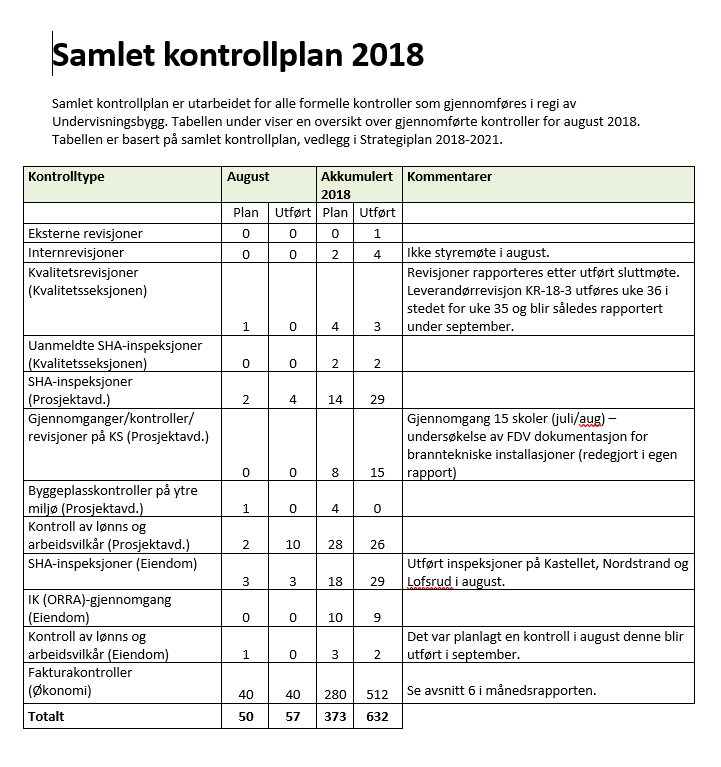 Samlet kontrollplan 2018
Samlet kontrollplan er utarbeidet for alle formelle kontroller som gjennomføres i regi av
Undervisningsbygg. Tabellen under viser en oversikt over gjennomførte kontroller for august 2018.
Tabellen er basert på samlet kontrollplan, vedlegg i Strategiplan 2018-2021.
Kontrolltype August Akkumulert Kommentarer
2018
Plan Utført Plan Utført
Eksterne revisjoner 0 0 0 1
Internrevisjoner 0 0 2 4 Ikke styremøte i august.
Kvalitetsrevisjoner Revisjoner rapporteres etter utført sluttmøte.
(Kvalitetsseksjonen) Leverandørrevisjon KR-18-3 utføres uke 36 i
stedet for uke 35 og blir således rapportert
1 0 4 3 under september.
Uanmeldte SHA-inspeksjoner
(Kvalitetsseksjonen) 0 0 2 2
SHA-inspeksjoner
(Prosjektavd.) 2 4 14 29
Gjennomganger/kontroller/ Gjennomgang 15 skoler (juli/aug) –
revisjoner på KS (Prosjektavd.) undersøkelse av FDV dokumentasjon for
branntekniske installasjoner (redegjort i egen
0 0 8 15 rapport)
Byggeplasskontroller på ytre
miljø (Prosjektavd.) 1 0 4 0
Kontroll av lønns og
arbeidsvilkår (Prosjektavd.) 2 10 28 26
SHA-inspeksjoner (Eiendom) Utført inspeksjoner på Kastellet, Nordstrand og
3 3 18 29 Lofsrud i august.
IK (ORRA)-gjennomgang
(Eiendom) 0 0 10 9
Kontroll av lønns og Det var planlagt en kontroll i august denne blir
arbeidsvilkår (Eiendom) 1 0 3 2 utført i september.
Fakturakontroller
(Økonomi) 40 40 280 512 Se avsnitt 6 i månedsrapporten.
Totalt 50 57 373 632